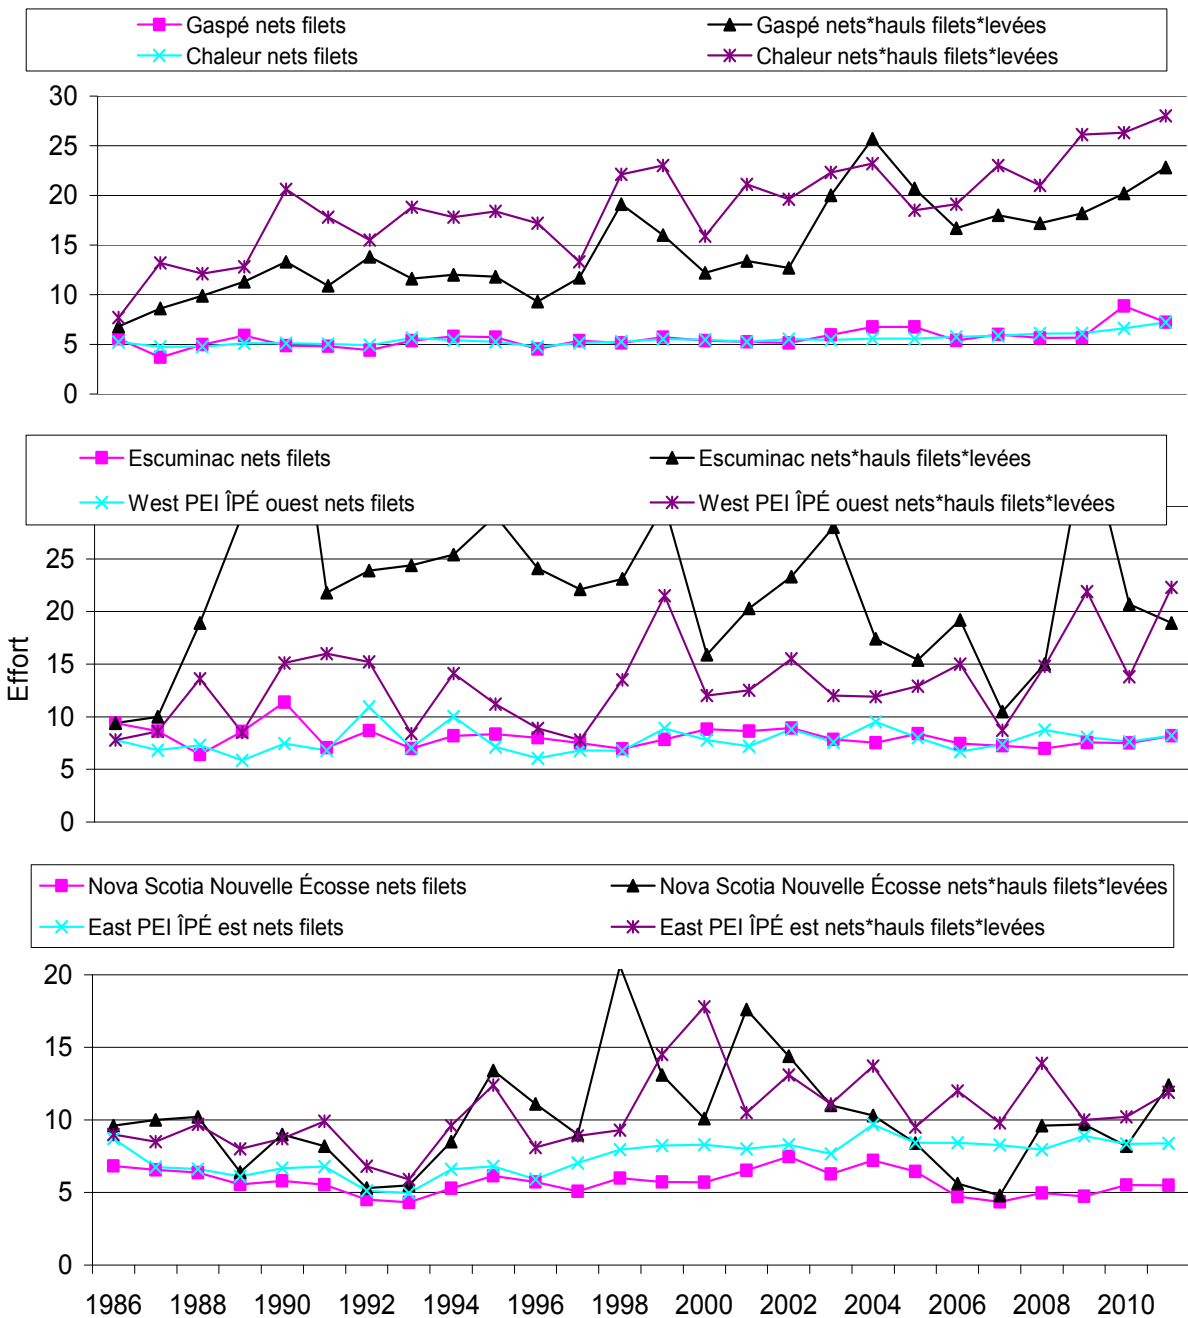 Gaspé nets filets Gaspé nets*hauls filets*levées
Chaleur nets filets Chaleur nets*hauls filets*levées
30
25
20
15
10
5
0
Escuminac nets filets Escuminac nets*hauls filets*levées
West PEI ÎPÉ ouest nets filets West PEI ÎPÉ ouest nets*hauls filets*levées
25
20
15
10
5
0
Effort
Nova Scotia Nouvelle Écosse nets filets Nova Scotia Nouvelle Écosse nets*hauls filets*levées
East PEI ÎPÉ est nets filets East PEI ÎPÉ est nets*hauls filets*levées
20
15
10
5
0
1986 1988 1990 1992 1994 1996 1998 2000 2002 2004 2006 2008 2010